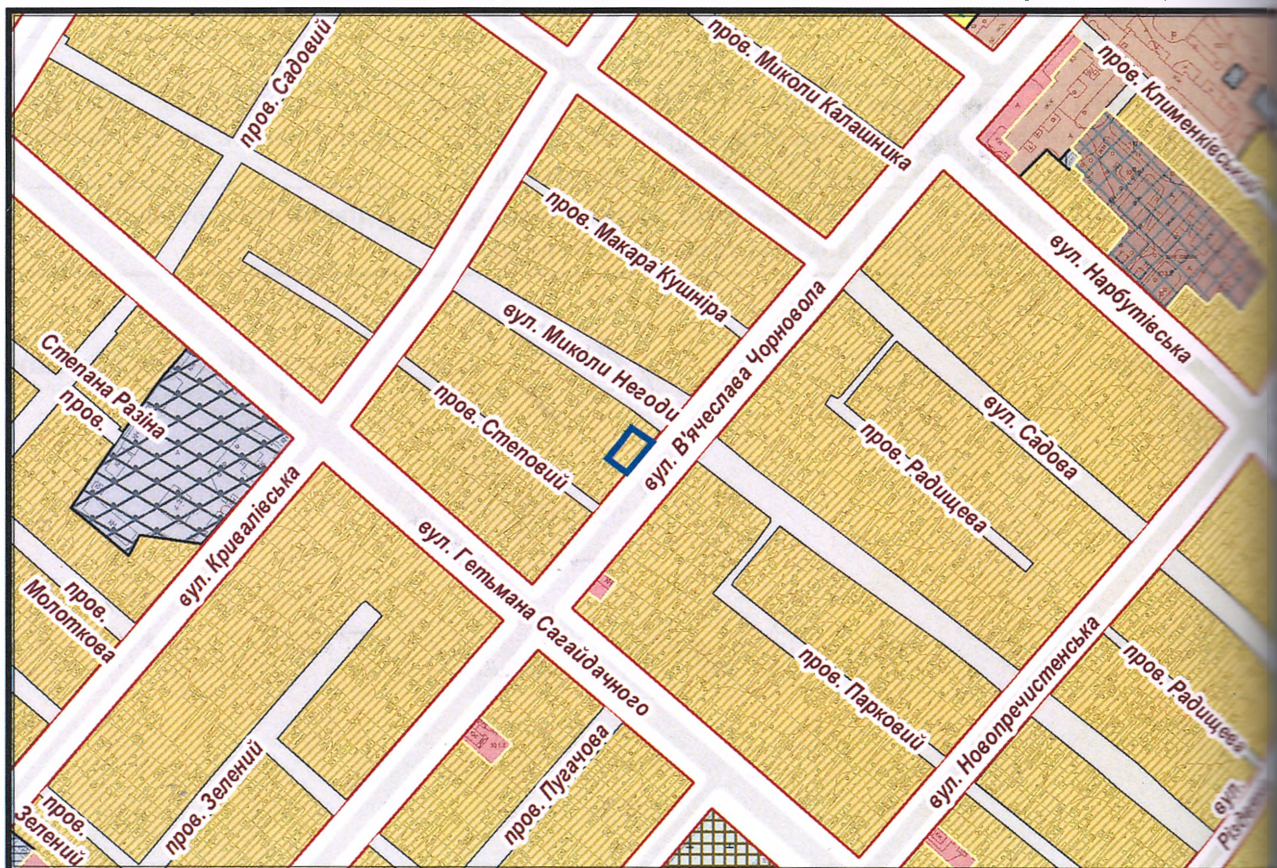 пров. Садовий
пров. Миколи Калашника
пров. Клименківський
пров. Макара Кушніра
вул. Нарбутівська
вул. Миколи Негоди
вул. В'ячеслава Чорновола
Степана Разіна
пров.
пров. Степовий
вул. Садова
пров. Радищева
вул. Кривалівська
вул. Гетьмана Сагайдачного
пров.
Молоткова
пров. Парковий
вул. Новопречистенська
пров. Радищева
пров. Зелений
пров. Пугачова
пров.
Зелений
вул.